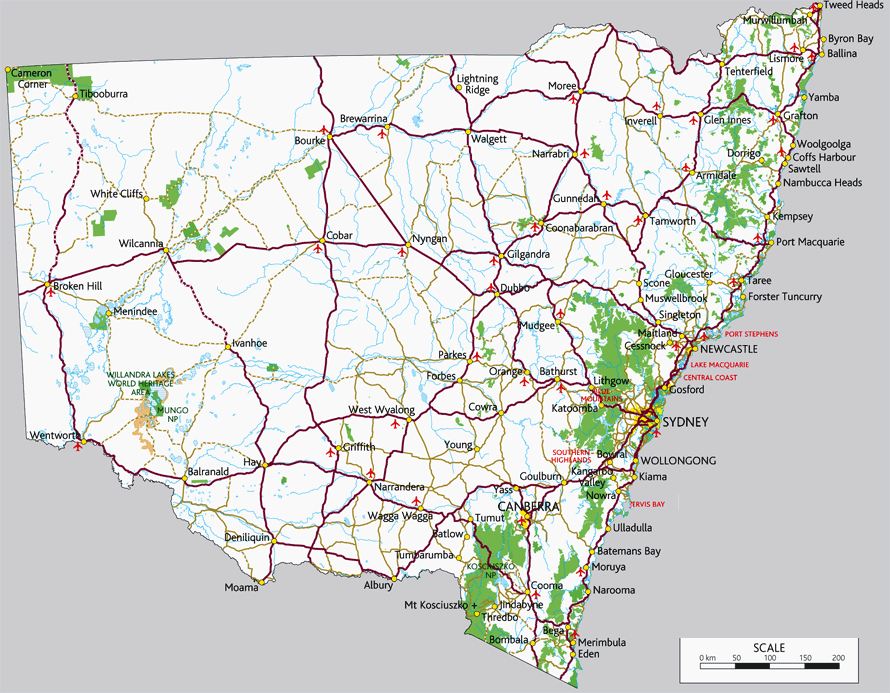 Tweed Heads
Murwillumbah
Byron Bay
Lismore
Ballina
Cameron
Corner
Tibooburra
Tenterfield
Lightning
Ridge
Moree
Yamba
Brewarrina
Inverell
Glen Innes
Grafton
Bourke
Walgett
Woolgoolga
Narrabri
Dorrigo
Coffs Harbour
Sawtell
Armidale
Nambucca Heads
White Cliffs
Gunnedah
Tamworth
Kempsey
Coonabarabran
Wilcannia
Cobar
Nyngan
Port Macquarie
Gilgandra
Gloucester
Broken Hill
Scone
Taree
Dubbo
Muswellbrook
Forster Tuncurry
Menindee
Singleton
Mudgee
Maitland
PORT STEPHENS
Ivanhoe
Cessnock
NEWCASTLE
Parkes
LAKE MACQUARIE
WILLANDRA LAKES
WORLD HERITAGE
AREA
Forbes
Orange
Bathurst
Lithgow
CENTRAL COAST
Gosford
BLUE
MOUNTAINS
MUNGO
NP
West Wyalong
Cowra
Katoomba
SYDNEY
Wentworth
Griffith
Young
SOUTHERN
HIGHLANDS
Bowral
WOLLONGONG
Balranald
Hay
Goulburn
Kangaroo
Valley
Kiama
Narrandera
Yass
Nowra
JERVIS BAY
CANBERRA
Wagga Wagga
Tumut
Ulladulla
Deniliquin
Batlow
Tumbarumba
Batemans Bay
KOSCIUSZKO
NP
Moruya
Moama
Albury
Cooma
Narooma
Mt Kosciuszko +
Jindabyne
Thredbo
Bega
Bombala
Merimbula
Eden
SCALE
0 km 50 100 150 200